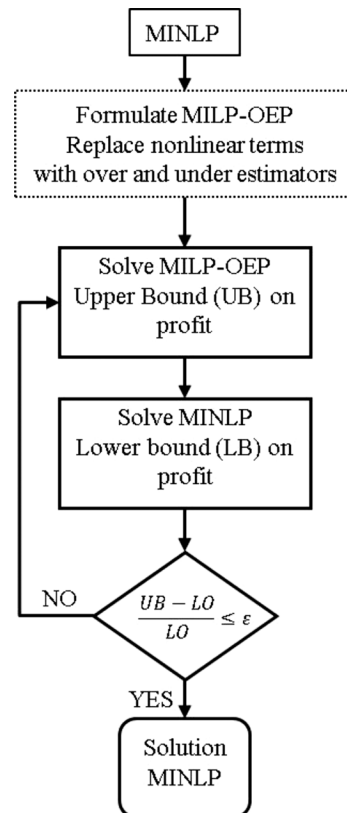 MINLP
Formulate MILP-OEP
Replace nonlinear terms
with over and under estimators
Solve MILP-OEP
Upper Bound (UB) on
profit
Solve MINLP
Lower bound (LB) on
profit
NO
UB − LO
LO
≤ ε
YES
Solution
MINLP